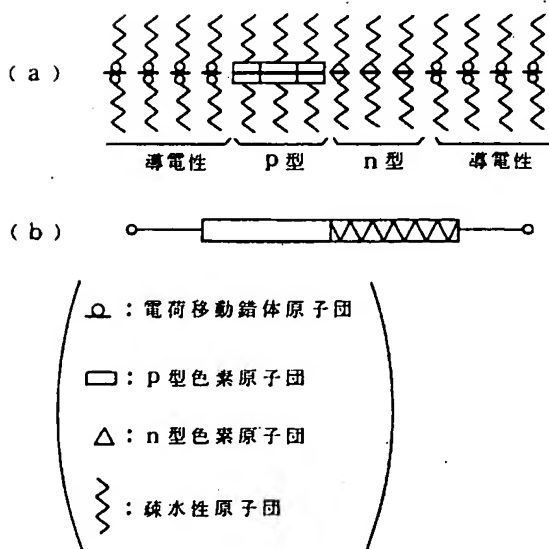 (a)
導電性 p型 n型 導電性
(b)
：電荷移動錯体原子団
：p型色素原子団
：n型色素原子団
：疎水性原子団